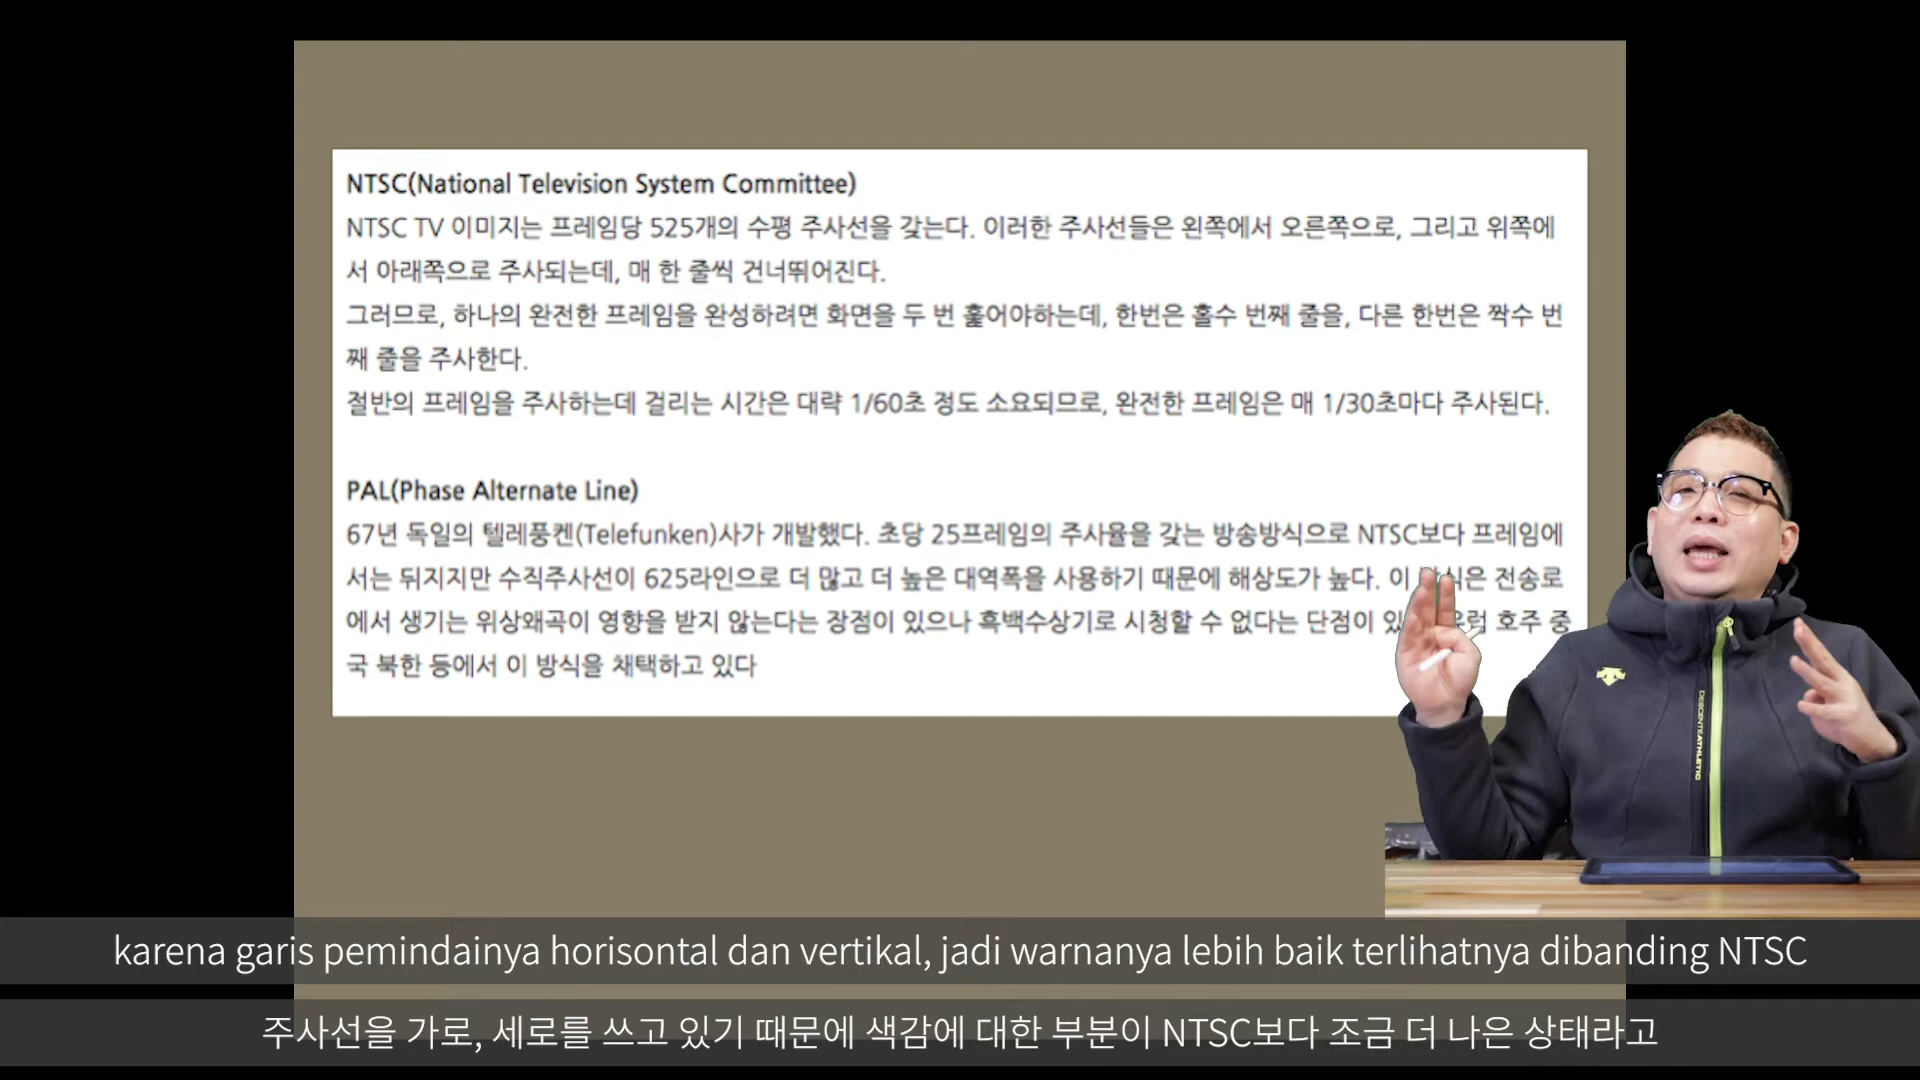 NTSC(National Television System Committee)
NTSC TV 이미지는 프레임당 525개의 수평 주사선을 갖는다. 이러한 주사선들은 왼쪽에서 오른쪽으로, 그리고 위쪽에
서 아래쪽으로 주사되는데, 매 한 줄씩 건너뛰어진다.
그러므로, 하나의 완전한 프레임을 완성하려면 화면을 두 번 훑어야하는데, 한번은 홀수 번째 줄을, 다른 한번은 짝수 번
째 줄을 주사한다.
절반의 프레임을 주사하는데 걸리는 시간은 대략 1/60초 정도 소요되므로, 완전한 프레임은 매 1/30초마다 주사된다.
PAL(Phase Alternate Line)
67년 독일의 텔레풍켄(Telefunken)사가 개발했다. 초당 25프레임의 주사율을 갖는 방송방식으로 NTSC보다 프레임에
서는 뒤지지만 수직주사선이 625라인으로 더 많고 더 높은 대역폭을 사용하기 때문에 해상도가 높다. 이 식은 전송로
에서 생기는 위상왜곡이 영향을 받지 않는다는 장점이 있으나 흑백수상기로 시청할 수 없다는 단점이 호주 중
국 북한 등에서 이 방식을 채택하고 있다
DESCENTE ATHLETIC
karena garis pemindainya horisontal dan vertikal, jadi warnanya lebih baik terlihatnya dibanding NTSC
주사선을 가로, 세로를 쓰고 있기 때문에 색감에 대한 부분이 NTSC보다 조금 더 나은 상태라고